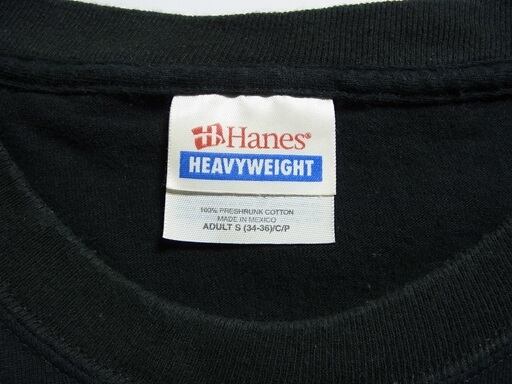 Hanes®
HEAVYWEIGHT
100% PRESHRUNK COTTON
MADE IN MEXICO
ADULT S (34-36)/C/P